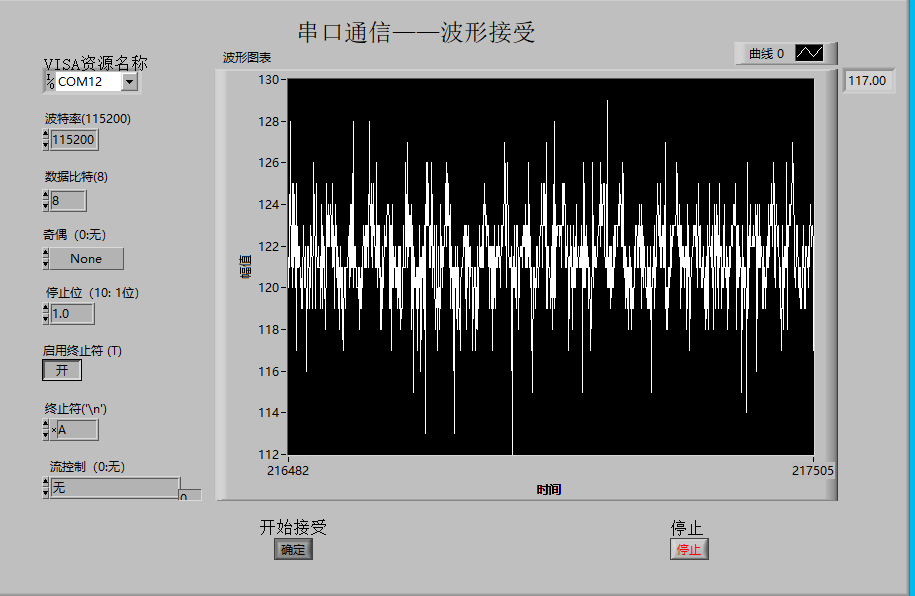 串口通信——波形接受
VISA资源名称
COM12
波特率(115200)
115200
数据比特(8)
8
奇偶（0:无）
None
停止位（10: 1位）
1.0
启用终止符 (T)
开
终止符('\n')
×A
流控制（0:无）
无
0
波形图表
曲线 0
117.00
130
128
126
124
122
120
118
116
114
112
幅值
216482
217505
时间
开始接受
确定
停止
停止